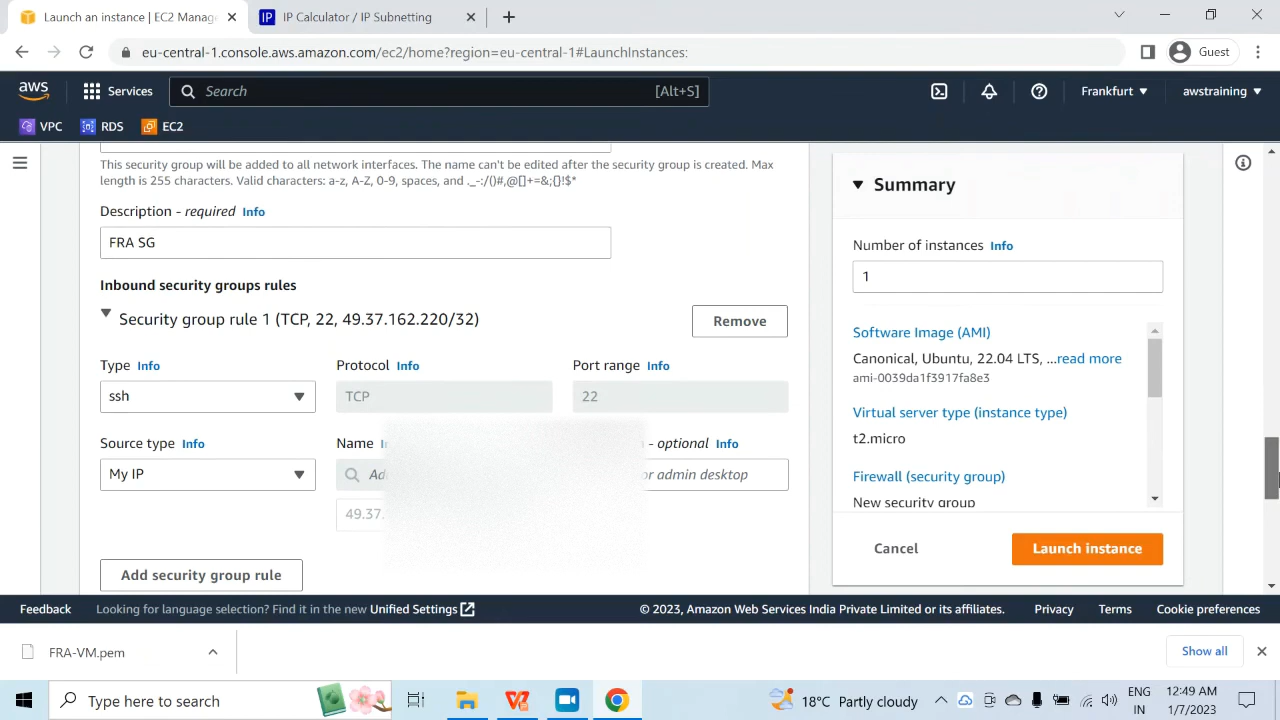 Launch an instance | EC2 Manage
IP Calculator / IP Subnetting
eu-central-1.console.aws.amazon.com/ec2/home?region=eu-central-1#LaunchInstances:
Guest
aws
Services
Search
[Alt+S]
Frankfurt
awstraining
VPC
RDS
EC2
This security group will be added to all network interfaces. The name can't be edited after the security group is created. Max
length is 255 characters. Valid characters: a-z, A-Z, 0-9, spaces, and ._-:/()#,@[]+=&;{}!$*
Description - required Info
FRA SG
Inbound security groups rules
Security group rule 1 (TCP, 22, 49.37.162.220/32)
Remove
Type Info
Protocol Info
Port range Info
ssh
TCP
22
Source type Info
Name
- optional Info
My IP
or admin desktop
49.37.
Add security group rule
Summary
Number of instances Info
1
Software Image (AMI)
Canonical, Ubuntu, 22.04 LTS, ...read more
ami-0039da1f3917fa8e3
Virtual server type (instance type)
t2.micro
Firewall (security group)
New security group
Cancel
Launch instance
Feedback
Looking for language selection? Find it in the new Unified Settings
© 2023, Amazon Web Services India Private Limited or its affiliates.
Privacy
Terms
Cookie preferences
FRA-VM.pem
Show all
Type here to search
18°C Partly cloudy
ENG
IN
12:49 AM
1/7/2023